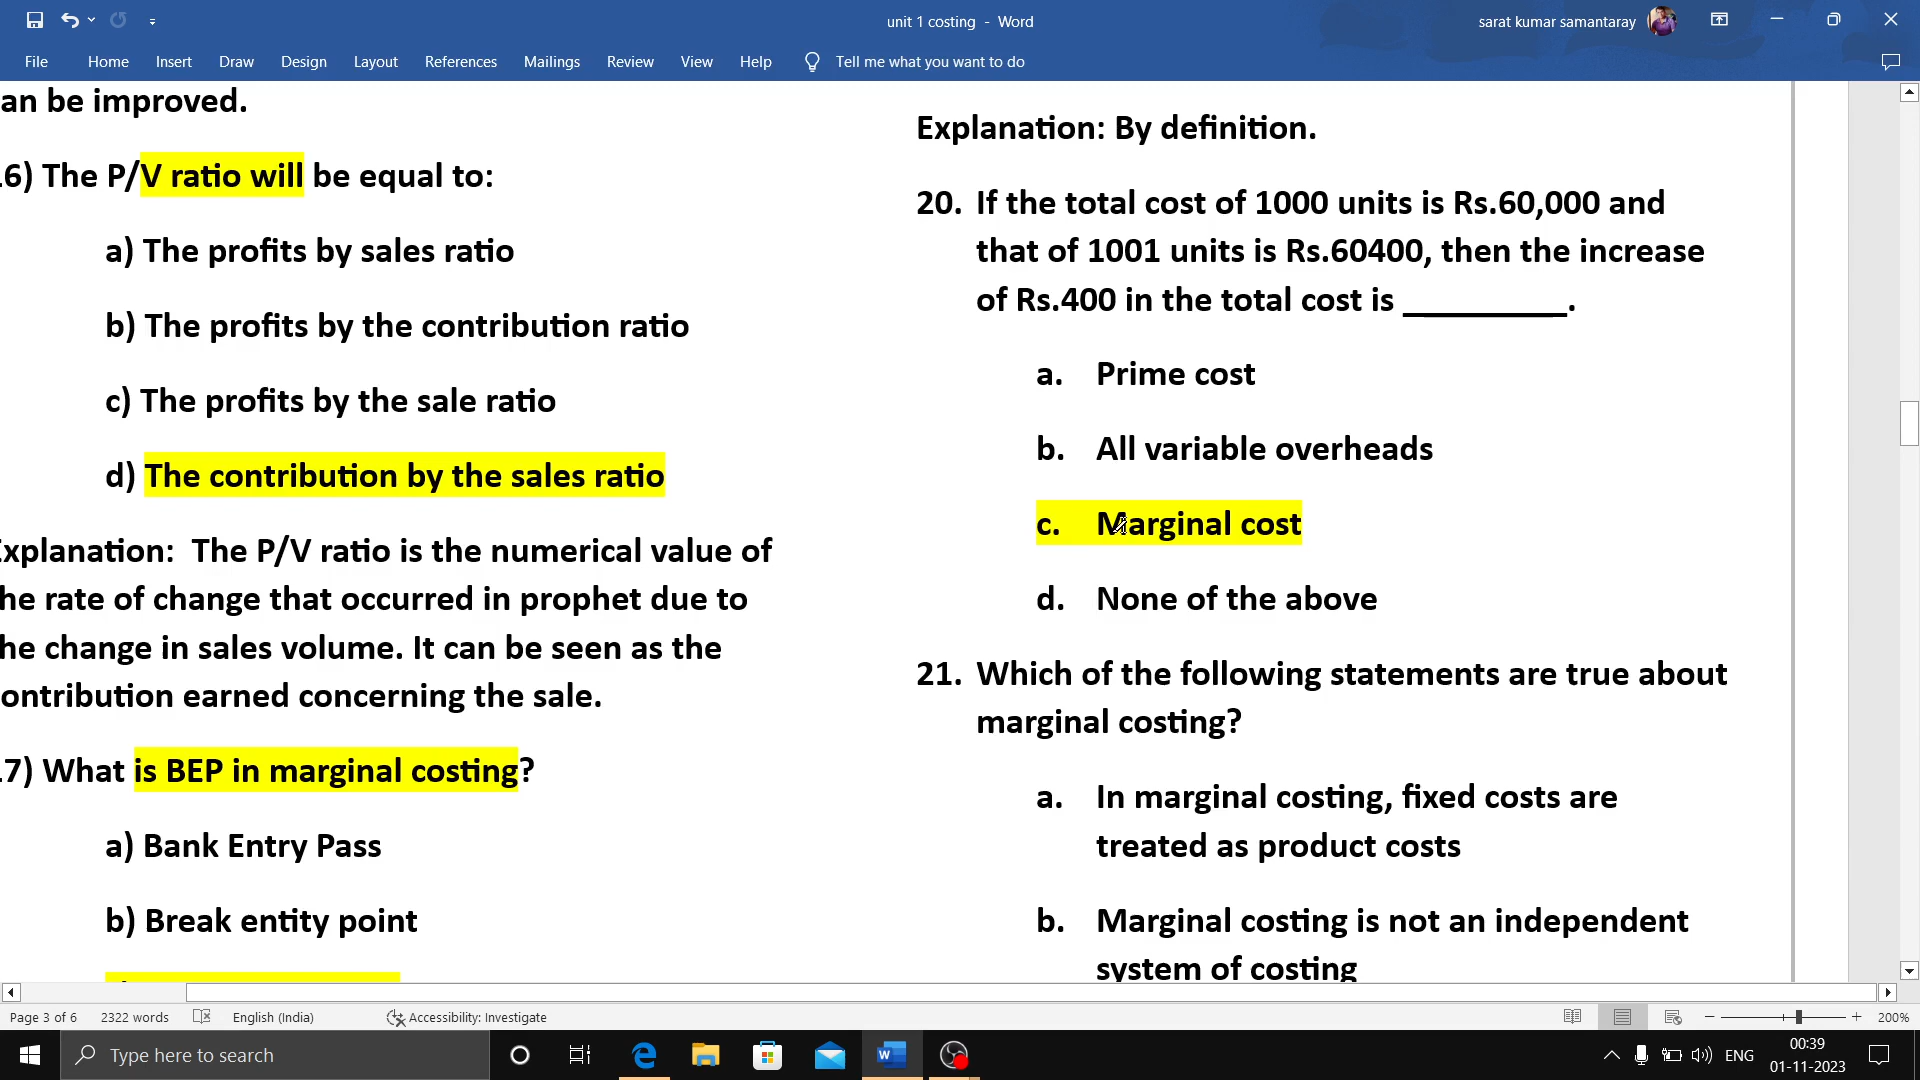 unit 1 costing - Word
sarat kumar samantaray
File Home Insert Draw Design Layout References Mailings Review View Help Tell me what you want to do
an be improved.
6) The P/V ratio will be equal to:
a) The profits by sales ratio
b) The profits by the contribution ratio
c) The profits by the sale ratio
d) The contribution by the sales ratio
xplanation: The P/V ratio is the numerical value of
he rate of change that occurred in prophet due to
he change in sales volume. It can be seen as the
ontribution earned concerning the sale.
7) What is BEP in marginal costing?
a) Bank Entry Pass
b) Break entity point
Explanation: By definition.
20. If the total cost of 1000 units is Rs.60,000 and
that of 1001 units is Rs.60400, then the increase
of Rs.400 in the total cost is __________.
a. Prime cost
b. All variable overheads
c. Marginal cost
d. None of the above
21. Which of the following statements are true about
marginal costing?
a. In marginal costing, fixed costs are
treated as product costs
b. Marginal costing is not an independent
system of costing
Page 3 of 6 2322 words English (India) Accessibility: Investigate 200%
Type here to search
ENG
00:39
01-11-2023